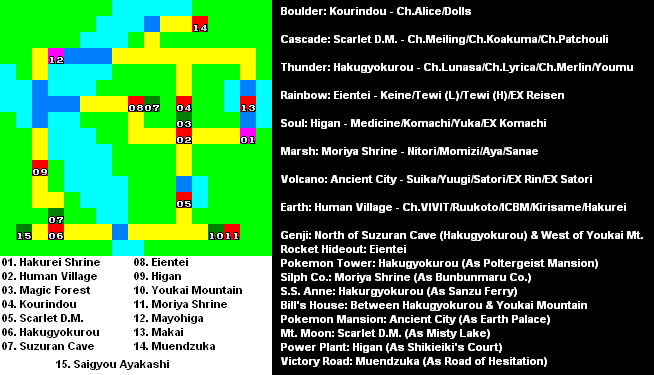 14
12
08 07 04 13
03
02 01
09
05
07
15 06 10 11
01. Hakurei Shrine
02. Human Village
03. Magic Forest
04. Kourindou
05. Scarlet D.M.
06. Hakugyokurou
07. Suzuran Cave
08. Eientei
09. Higan
10. Youkai Mountain
11. Moriya Shrine
12. Mayohiga
13. Makai
14. Muendzuka
15. Saigyou Ayakashi
Boulder: Kourindou - Ch.Alice/Dolls
Cascade: Scarlet D.M. - Ch.Meiling/Ch.Koakuma/Ch.Patchouli
Thunder: Hakugyokurou - Ch.Lunasa/Ch.Lyrica/Ch.Merlin/Youmu
Rainbow: Eientei - Keine/Tewi (L)/Tewi (H)/EX Reisen
Soul: Higan - Medicine/Komachi/Yuka/EX Komachi
Marsh: Moriya Shrine - Nitori/Momizi/Aya/Sanae
Volcano: Ancient City - Suika/Yuugi/Satori/EX Rin/EX Satori
Earth: Human Village - Ch.VIVIT/Ruukoto/ICBM/Kirisame/Hakurei
Genji: North of Suzuran Cave (Hakugyokurou) & West of Youkai Mt.
Rocket Hideout: Eientei
Pokemon Tower: Hakugyokurou (As Poltergeist Mansion)
Silph Co.: Moriya Shrine (As Bunbunmaru Co.)
S.S. Anne: Hakurgyokurou (As Sanzu Ferry)
Bill's House: Between Hakugyokurou & Youkai Mountain
Pokemon Mansion: Ancient City (As Earth Palace)
Mt. Moon: Scarlet D.M. (As Misty Lake)
Power Plant: Higan (As Shikieiki's Court)
Victory Road: Muendzuka (As Road of Hesitation)